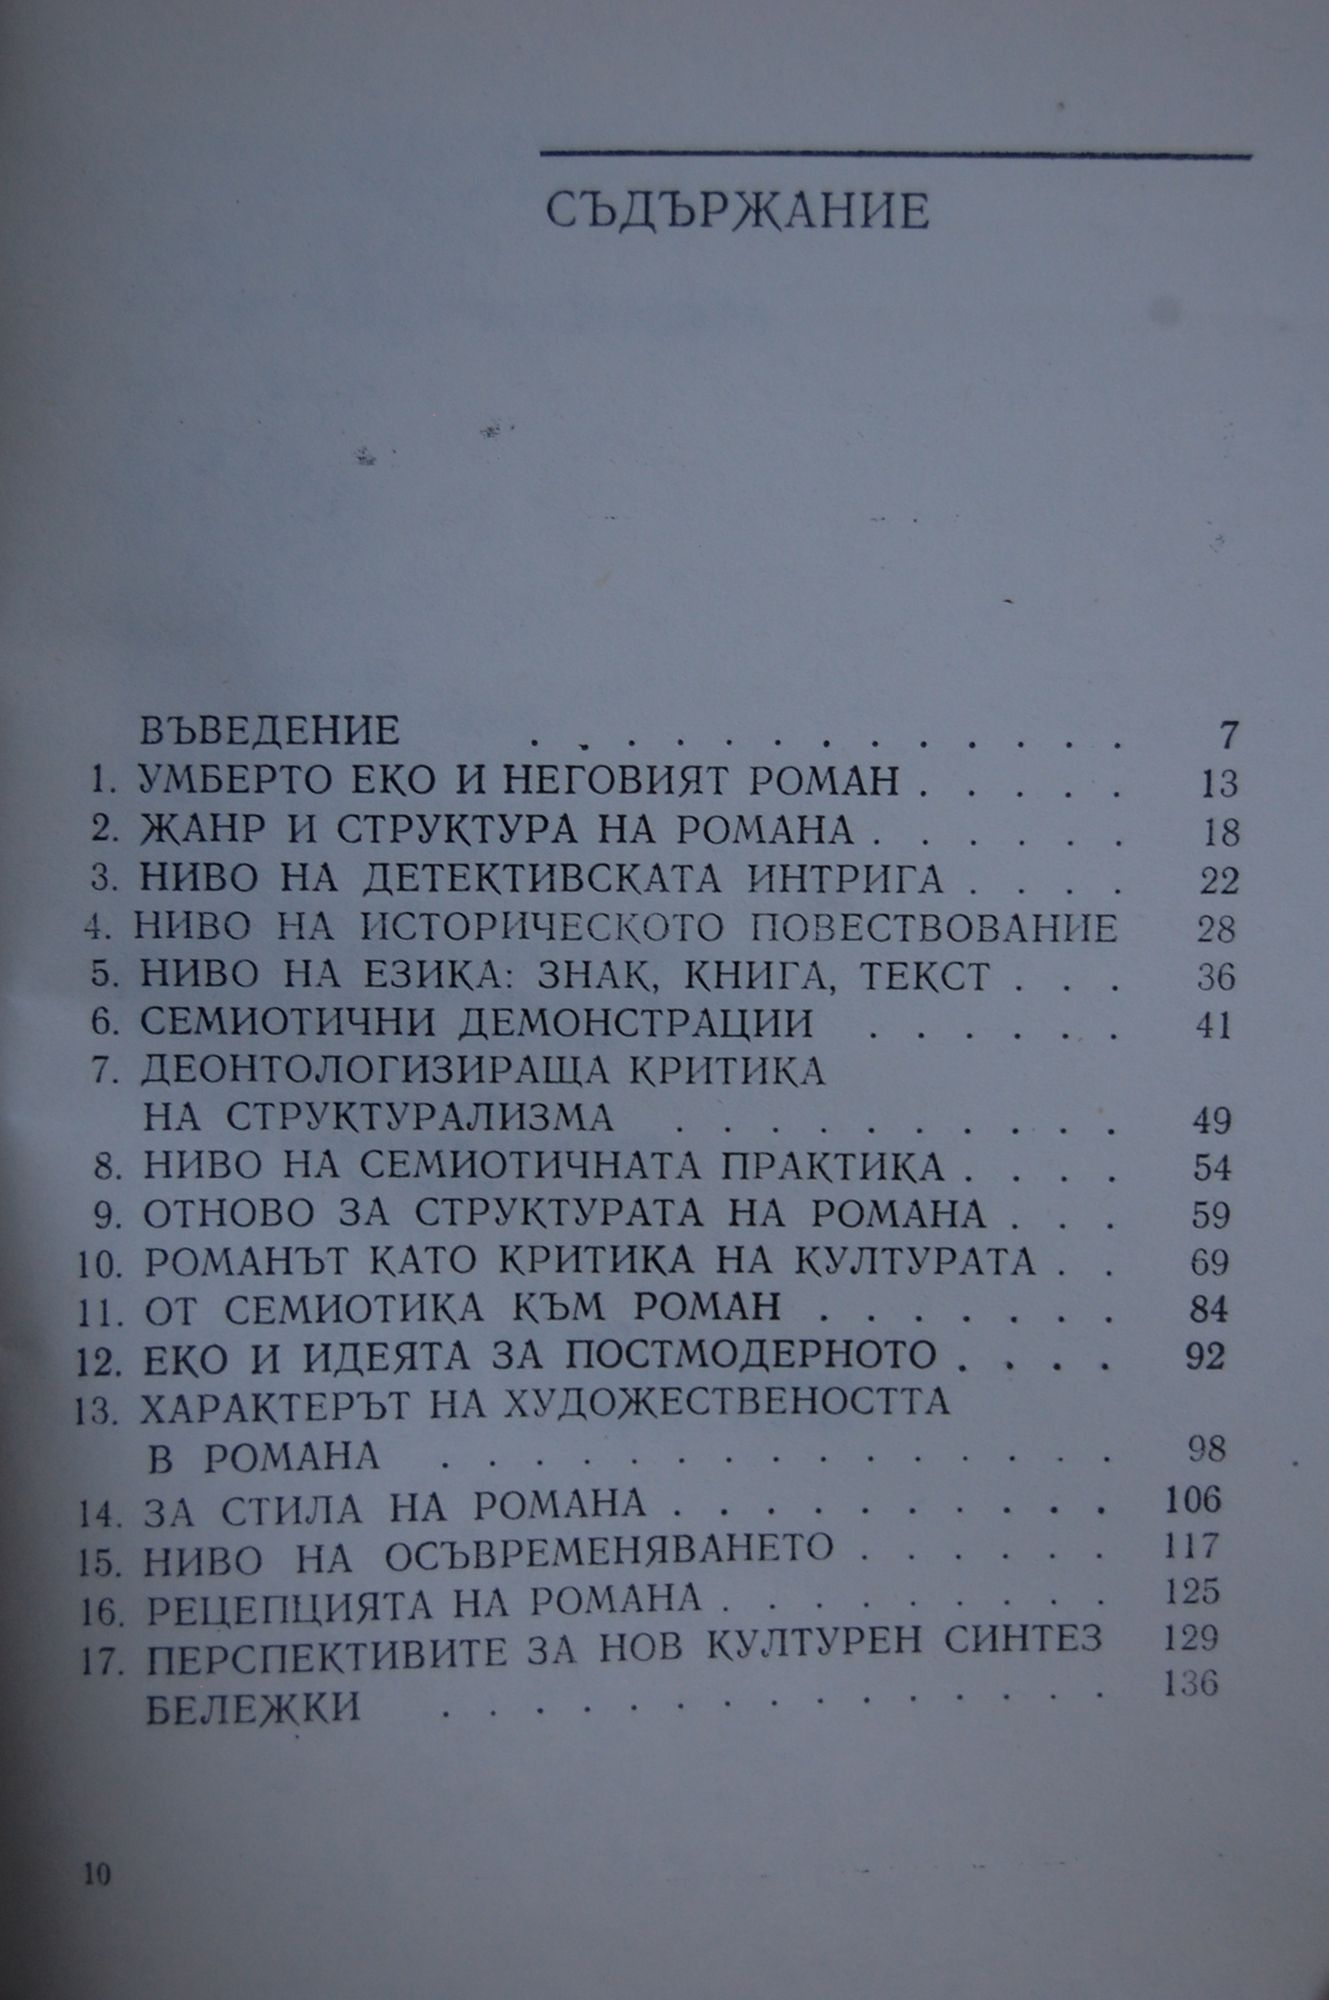 СЪДЪРЖАНИЕ
ВЪВЕДЕНИЕ . . . . . . . . . . . . . 7
1. УМБЕРТО ЕКО И НЕГОВИЯТ РОМАН . . . . . 13
2. ЖАНР И СТРУКТУРА НА РОМАНА . . . . . . 18
3. НИВО НА ДЕТЕКТИВСКАТА ИНТРИГА . . . . 22
4. НИВО НА ИСТОРИЧЕСКОТО ПОВЕСТВОВАНИЕ 28
5. НИВО НА ЕЗИКА: ЗНАК, КНИГА, ТЕКСТ . . . 36
6. СЕМИОТИЧНИ ДЕМОНСТРАЦИИ . . . . . . 41
7. ДЕОНТОЛОГИЗИРАЩА КРИТИКА
НА СТРУКТУРАЛИЗМА . . . . . . . . . . 49
8. НИВО НА СЕМИОТИЧНАТА ПРАКТИКА . . . . 54
9. ОТНОВО ЗА СТРУКТУРАТА НА РОМАНА . . . 59
10. РОМАНЪТ КАТО КРИТИКА НА КУЛТУРАТА . . 69
11. ОТ СЕМИОТИКА КЪМ РОМАН . . . . . . . 84
12. ЕКО И ИДЕЯТА ЗА ПОСТМОДЕРНОТО . . . . 92
13. ХАРАКТЕРЪТ НА ХУДОЖЕСТВЕНОСТТА
В РОМАНА . . . . . . . . . . . . . . . 98
14. ЗА СТИЛА НА РОМАНА . . . . . . . . . . 106
15. НИВО НА ОСЪВРЕМЕНЯВАНЕТО . . . . . . 117
16. РЕЦЕПЦИЯТА НА РОМАНА . . . . . . . . . 125
17. ПЕРСПЕКТИВИТЕ ЗА НОВ КУЛТУРЕН СИНТЕЗ 129
БЕЛЕЖКИ . . . . . . . . . . . . . . . 136
10